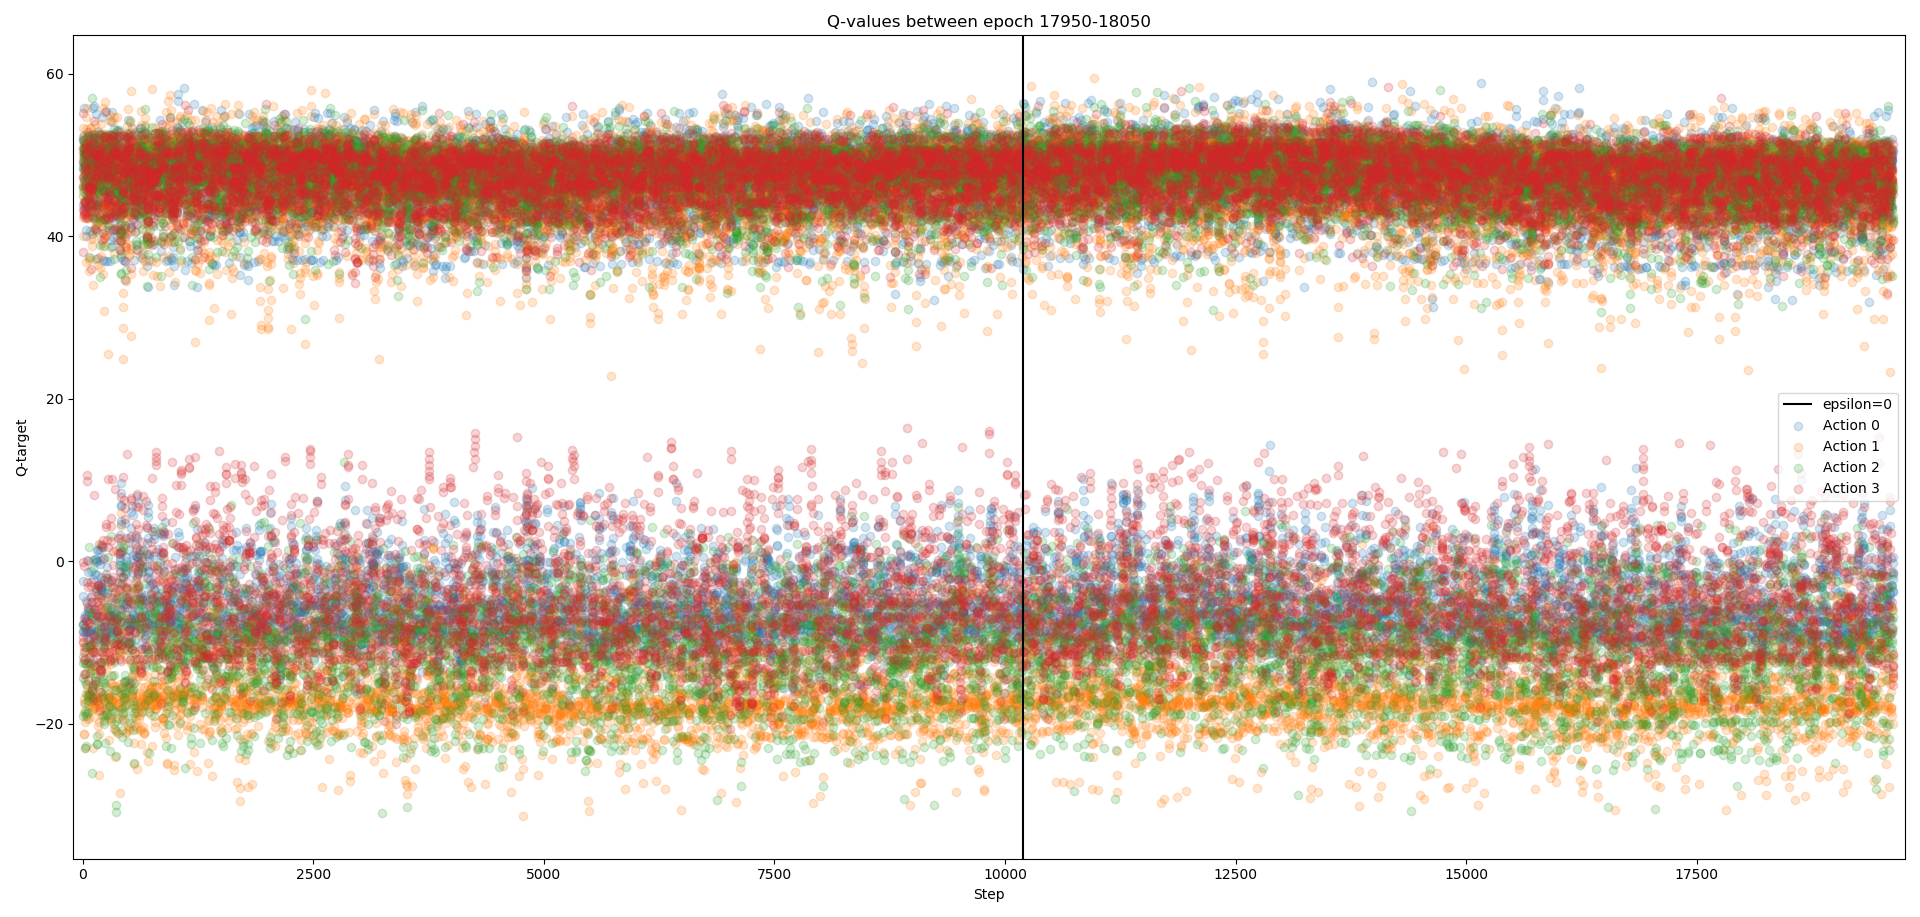 Q-values between epoch 17950-18050
60
40
20
0
−20
Q-target
epsilon=0
Action 0
Action 1
Action 2
Action 3
0
2500
5000
7500
10000
12500
15000
17500
Step